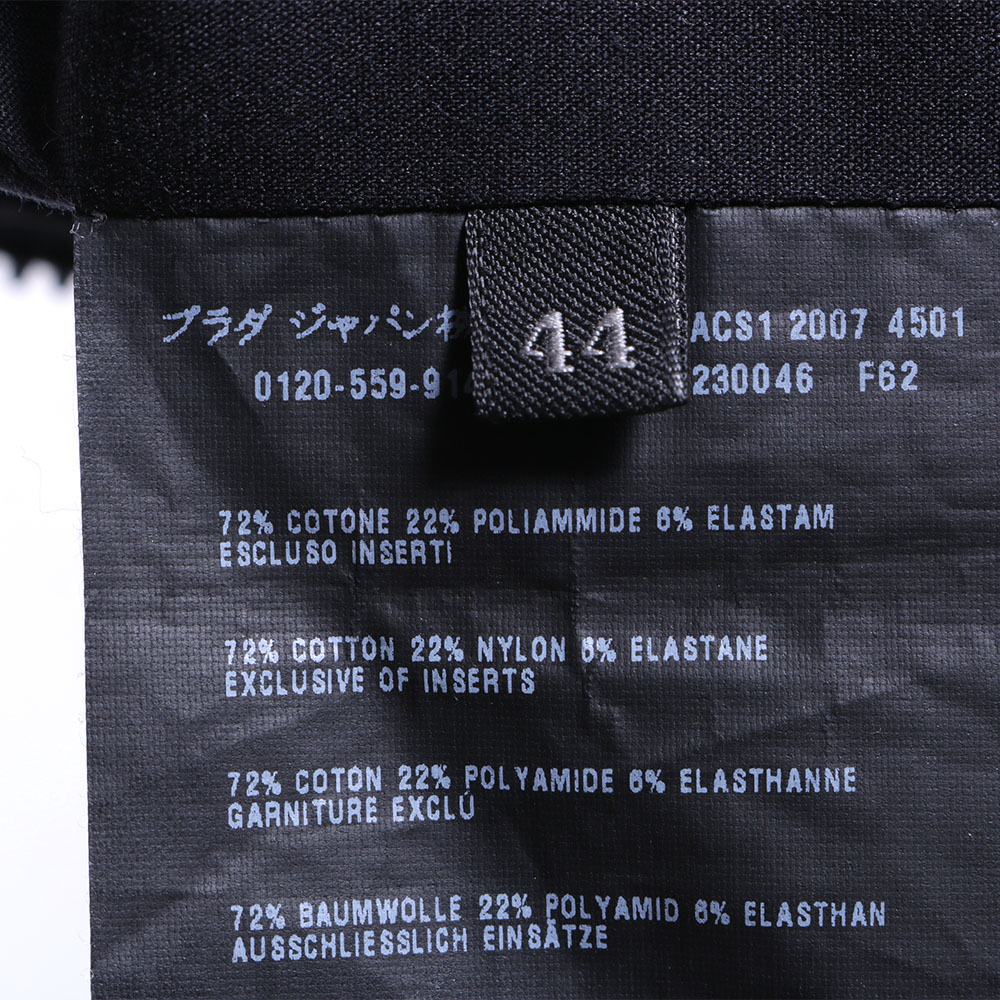 プラダ ジャパン
44
ACS1 2007 4501
0120-559-91
230046 F62
72% COTONE 22% POLIAMMIDE 6% ELASTAM
ESCLUSO INSERTI
72% COTTON 22% NYLON 6% ELASTANE
EXCLUSIVE OF INSERTS
72% COTON 22% POLYAMIDE 6% ELASTHANNE
GARNITURE EXCLÚ
72% BAUMWOLLE 22% POLYAMID 6% ELASTHAN
AUSSCHLIESSLICH EINSÄTZE